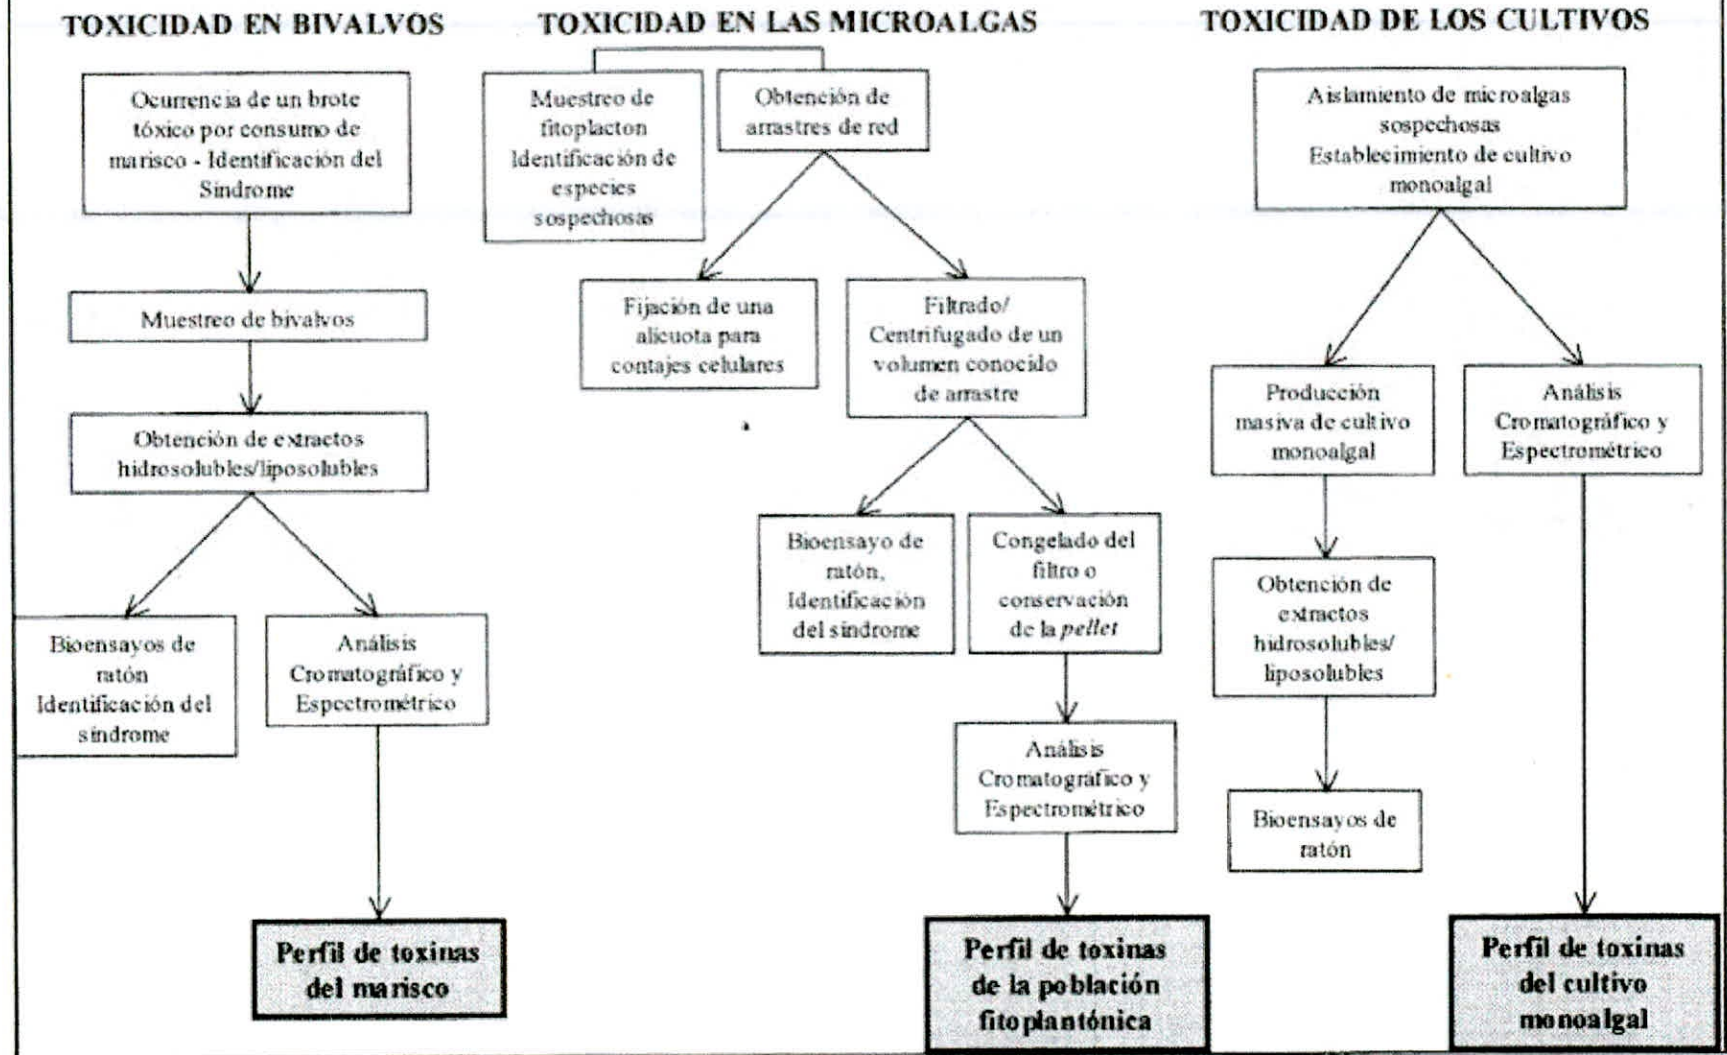 TOXICIDAD EN BIVALVOS
Ocurrencia de un brote
tóxico por consumo de
marisco - Identificación del
Síndrome
Muestreo de bivalvos
Obtención de extractos
hidrosolubles/liposolubles
Bioensayos de
ratón
Identificación del
síndrome
Análisis
Cromatográfico y
Espectrométrico
Perfil de toxinas
del marisco
TOXICIDAD EN LAS MICROALGAS
Muestreo de
fitoplacton
Identificación de
especies
sospechosas
Obtención de
arrastres de red
Fijación de una
alícuota para
contajes celulares
Filtrado/
Centrifugado de un
volumen conocido
de arrastre
Bioensayo de
ratón,
Identificación
del síndrome
Congelado del
filtro o
conservación
de la pellet
Análisis
Cromatográfico y
Espectrométrico
Perfil de toxinas
de la población
fitoplantónica
TOXICIDAD DE LOS CULTIVOS
Aislamiento de microalgas
sospechosas
Establecimiento de cultivo
monoalgal
Producción
masiva de cultivo
monoalgal
Obtención de
extractos
hidrosolubles/
liposolubles
Bioensayos de
ratón
Análisis
Cromatográfico y
Espectrométrico
Perfil de toxinas
del cultivo
monoalgal